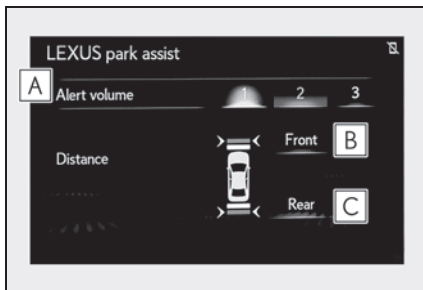 LEXUS park assist
A
Alert volume 1 2 3
Front B
Distance
Rear C